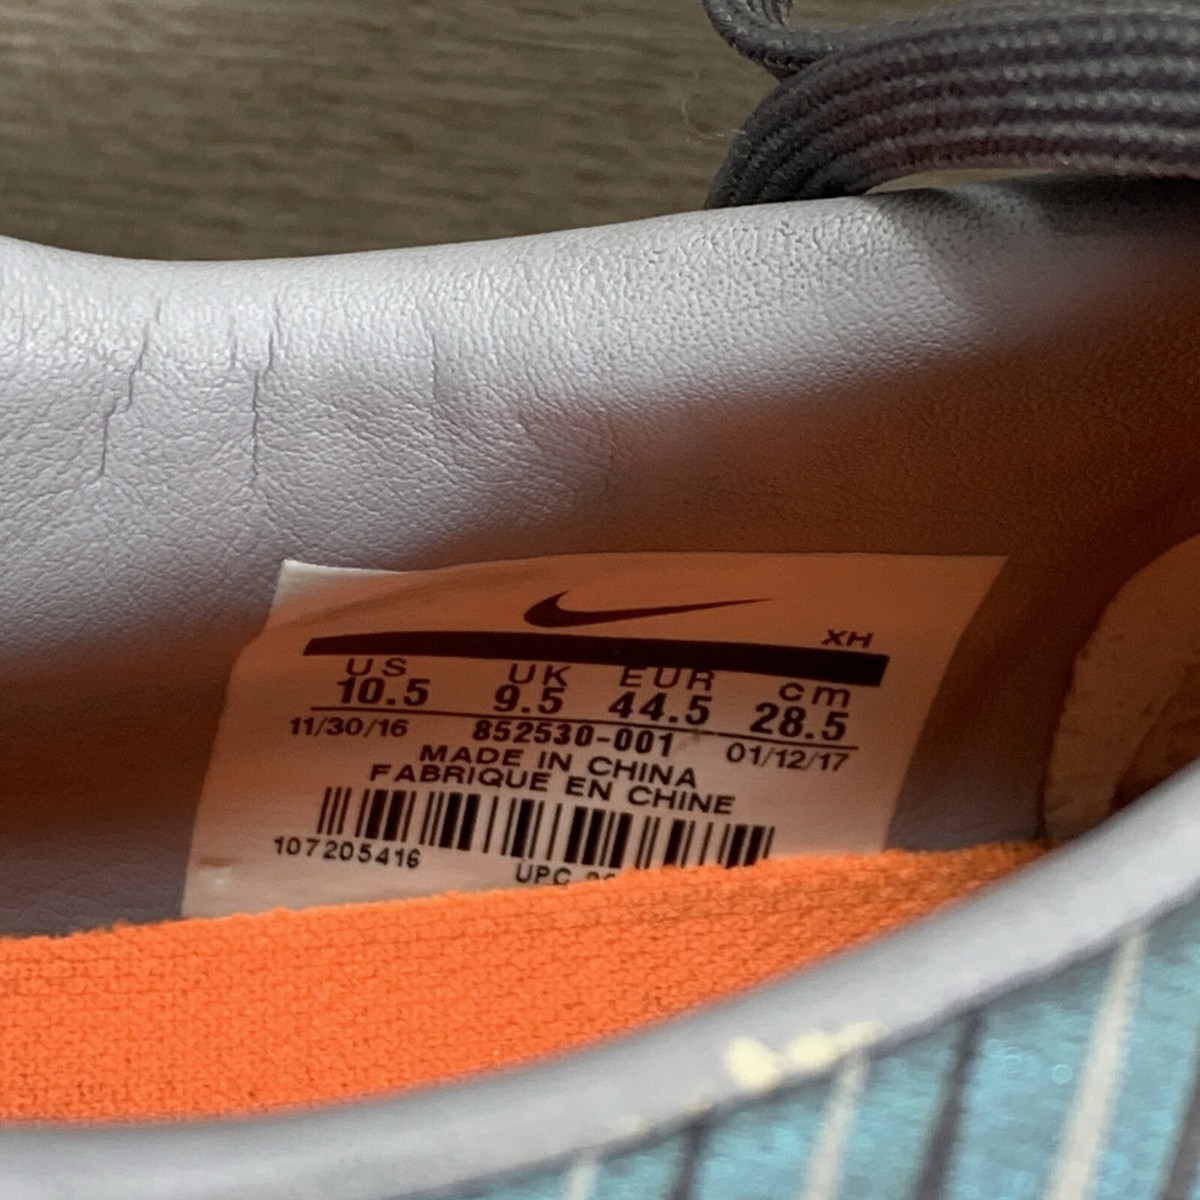 XH
US UK EUR cm
10.5 9.5 44.5 28.5
11/30/16 852530-001 01/12/17
MADE IN CHINA
FABRIQUE EN CHINE
107205416
UPC